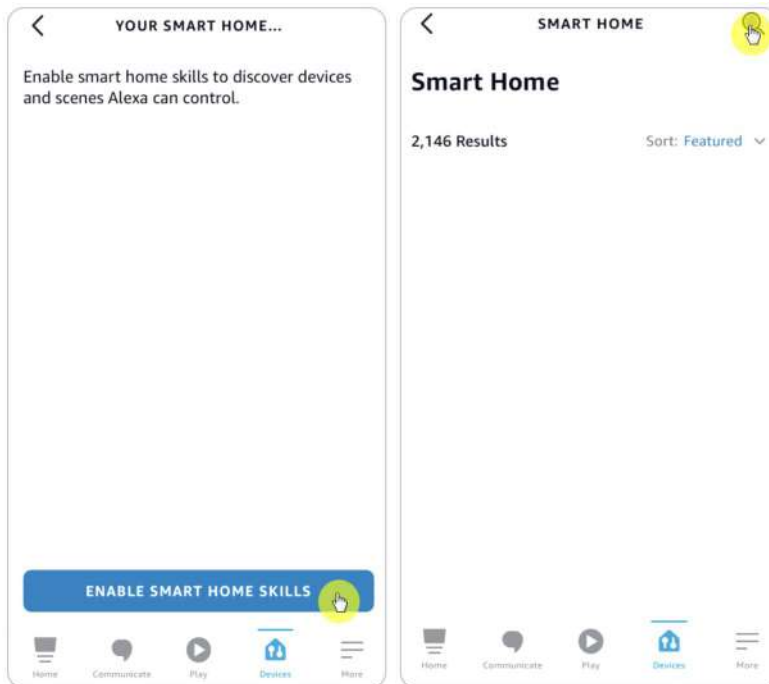 YOUR SMART HOME...
Enable smart home skills to discover devices
and scenes Alexa can control.
ENABLE SMART HOME SKILLS
Home Communicate Play Devices More
SMART HOME
Smart Home
2,146 Results Sort: Featured
Home Communicate Play Devices More